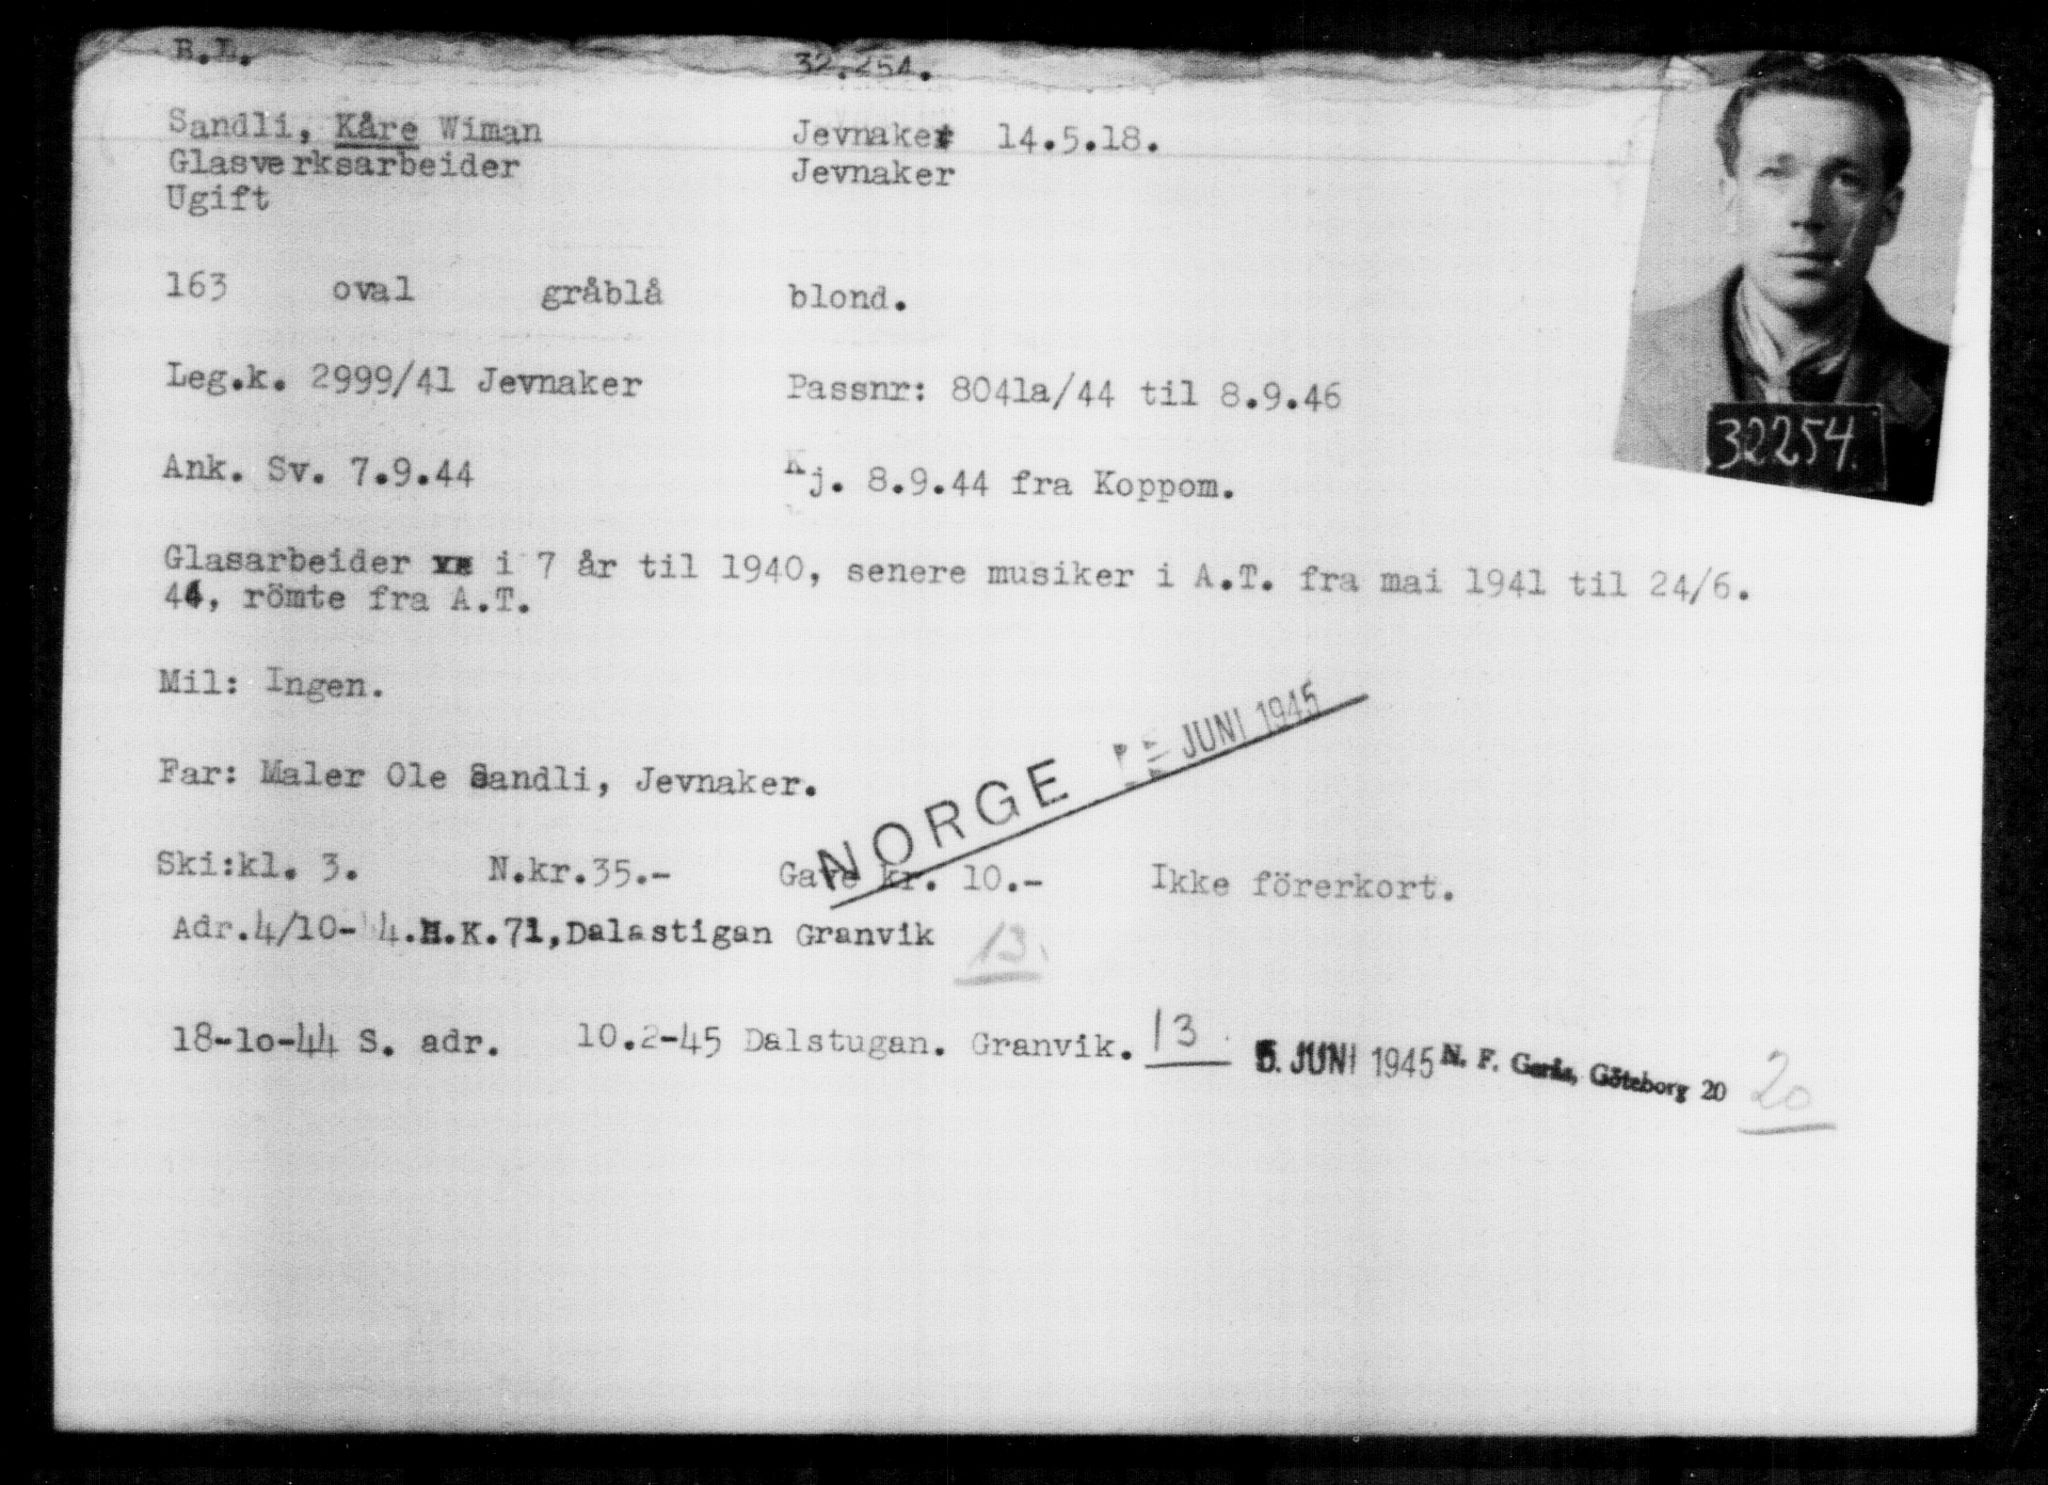 32.254.
Sandli, Kåre Wiman Jevnaker 14.5.18.
Glasverksarbeider Jevnaker
Ugift
163 oval gråblå blond.
Leg.k. 2999/41 Jevnaker Passnr: 8041a/44 til 8.9.46
32254.
Ank. Sv. 7.9.44 Kj. 8.9.44 fra Koppom.
Glasarbeider i 7 år til 1940, senere musiker i A.T. fra mai 1941 til 24/6.
44, römte fra A.T.
Mil: Ingen.
NORGE JUNI 1945
Far: Maler Ole Sandli, Jevnaker.
Ski:kl. 3. N.kr.35.- Gave kr. 10.- Ikke förerkort.
Adr.4/10-44.H.K.71,Dalastigan Granvik 13.
18-10-44 S. adr. 10.2-45 Dalstugan. Granvik. 13 5. JUNI 1945 N. F. Göteborg 20 20